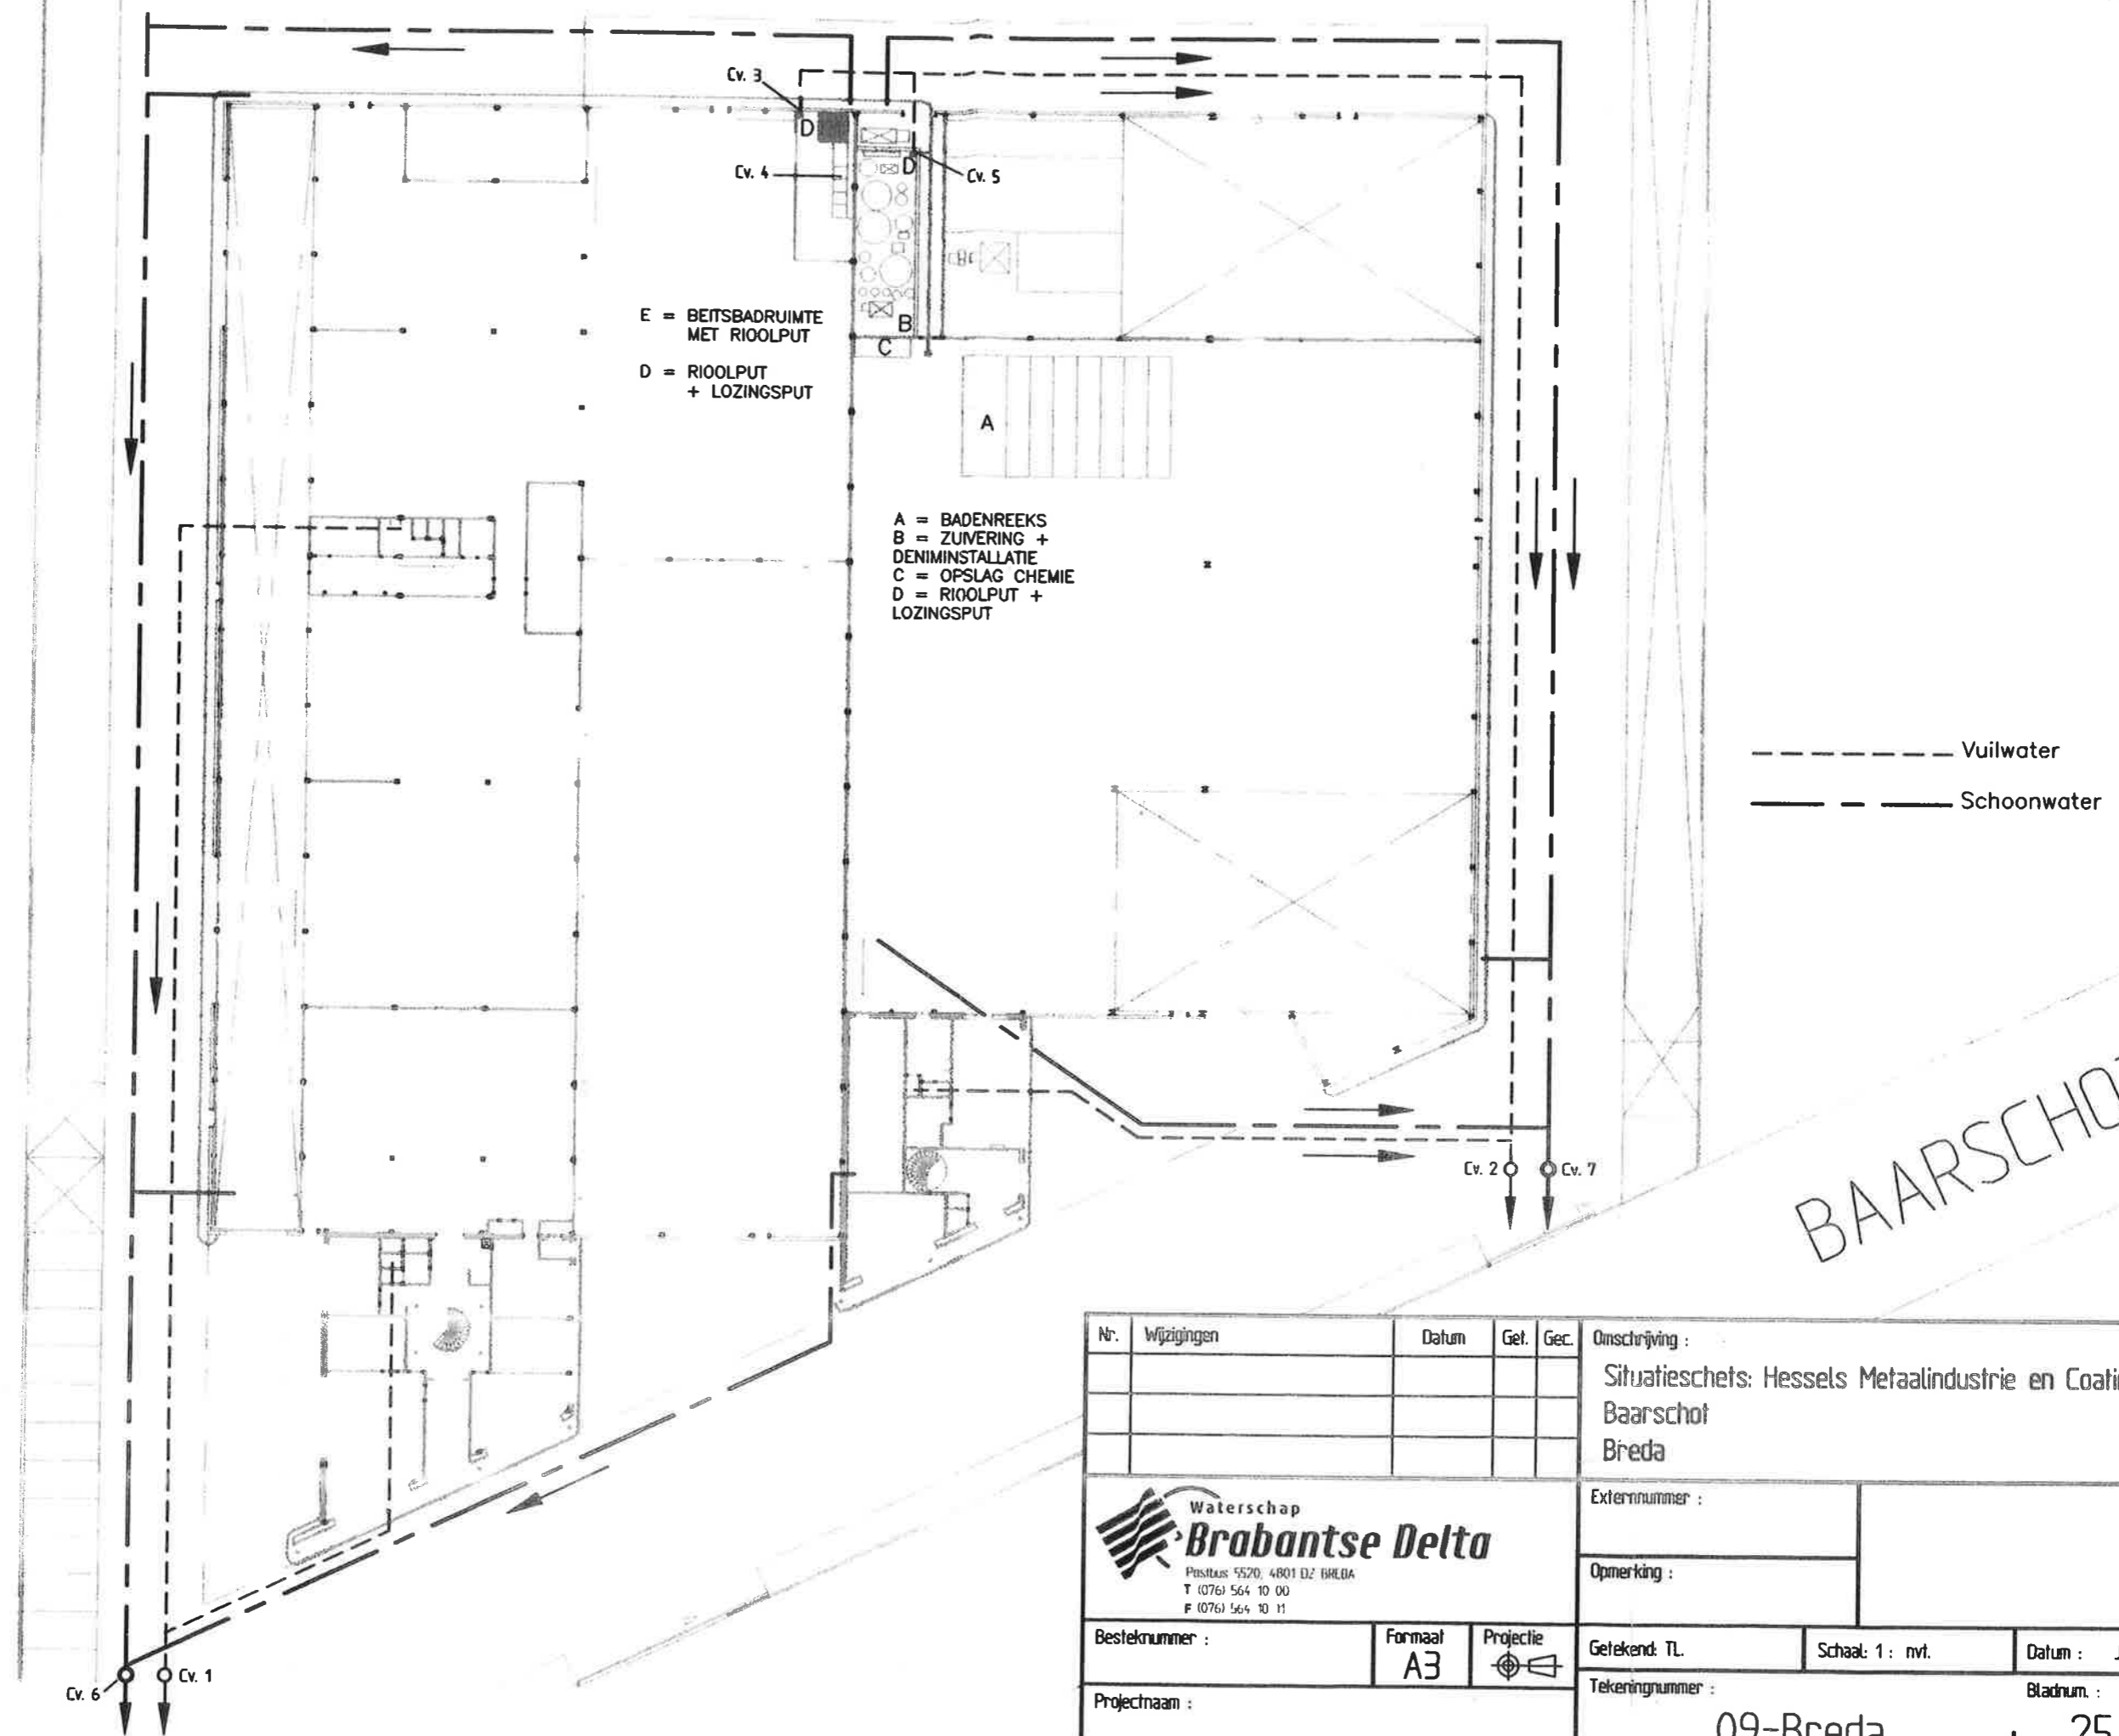 Cv. 3
D
Cv. 4
D
Cv. 5
E = BEITSBADRUIMTE
MET RIOOLPUT
D = RIOOLPUT
+ LOZINGSPUT
B
C
A
A = BADENREEKS
B = ZUIVERING +
DENIMINSTALLATIE
C = OPSLAG CHEMIE
D = RIOOLPUT +
LOZINGSPUT
Vuilwater
Schoonwater
Cv. 2
Cv. 7
Cv. 6
Cv. 1
Nr. Wijzigingen Datum Get. Gec.
Omschrijving :
Situatieschets: Hessels Metaalindustrie en
Baarschot
Breda
Waterschap
Brabantse Delta
Postbus 5520, 4801 DZ BREDA
T (076) 564 10 00
F (076) 564 10 11
Externnummer :
Opmerking :
Besteknummer :
Formaat
A3
Projectie
Getekend: TL.
Schaal: 1 : nvt.
Datum :
Projectnaam :
Tekeningnummer :
Bladnum. :
09-Breda
25